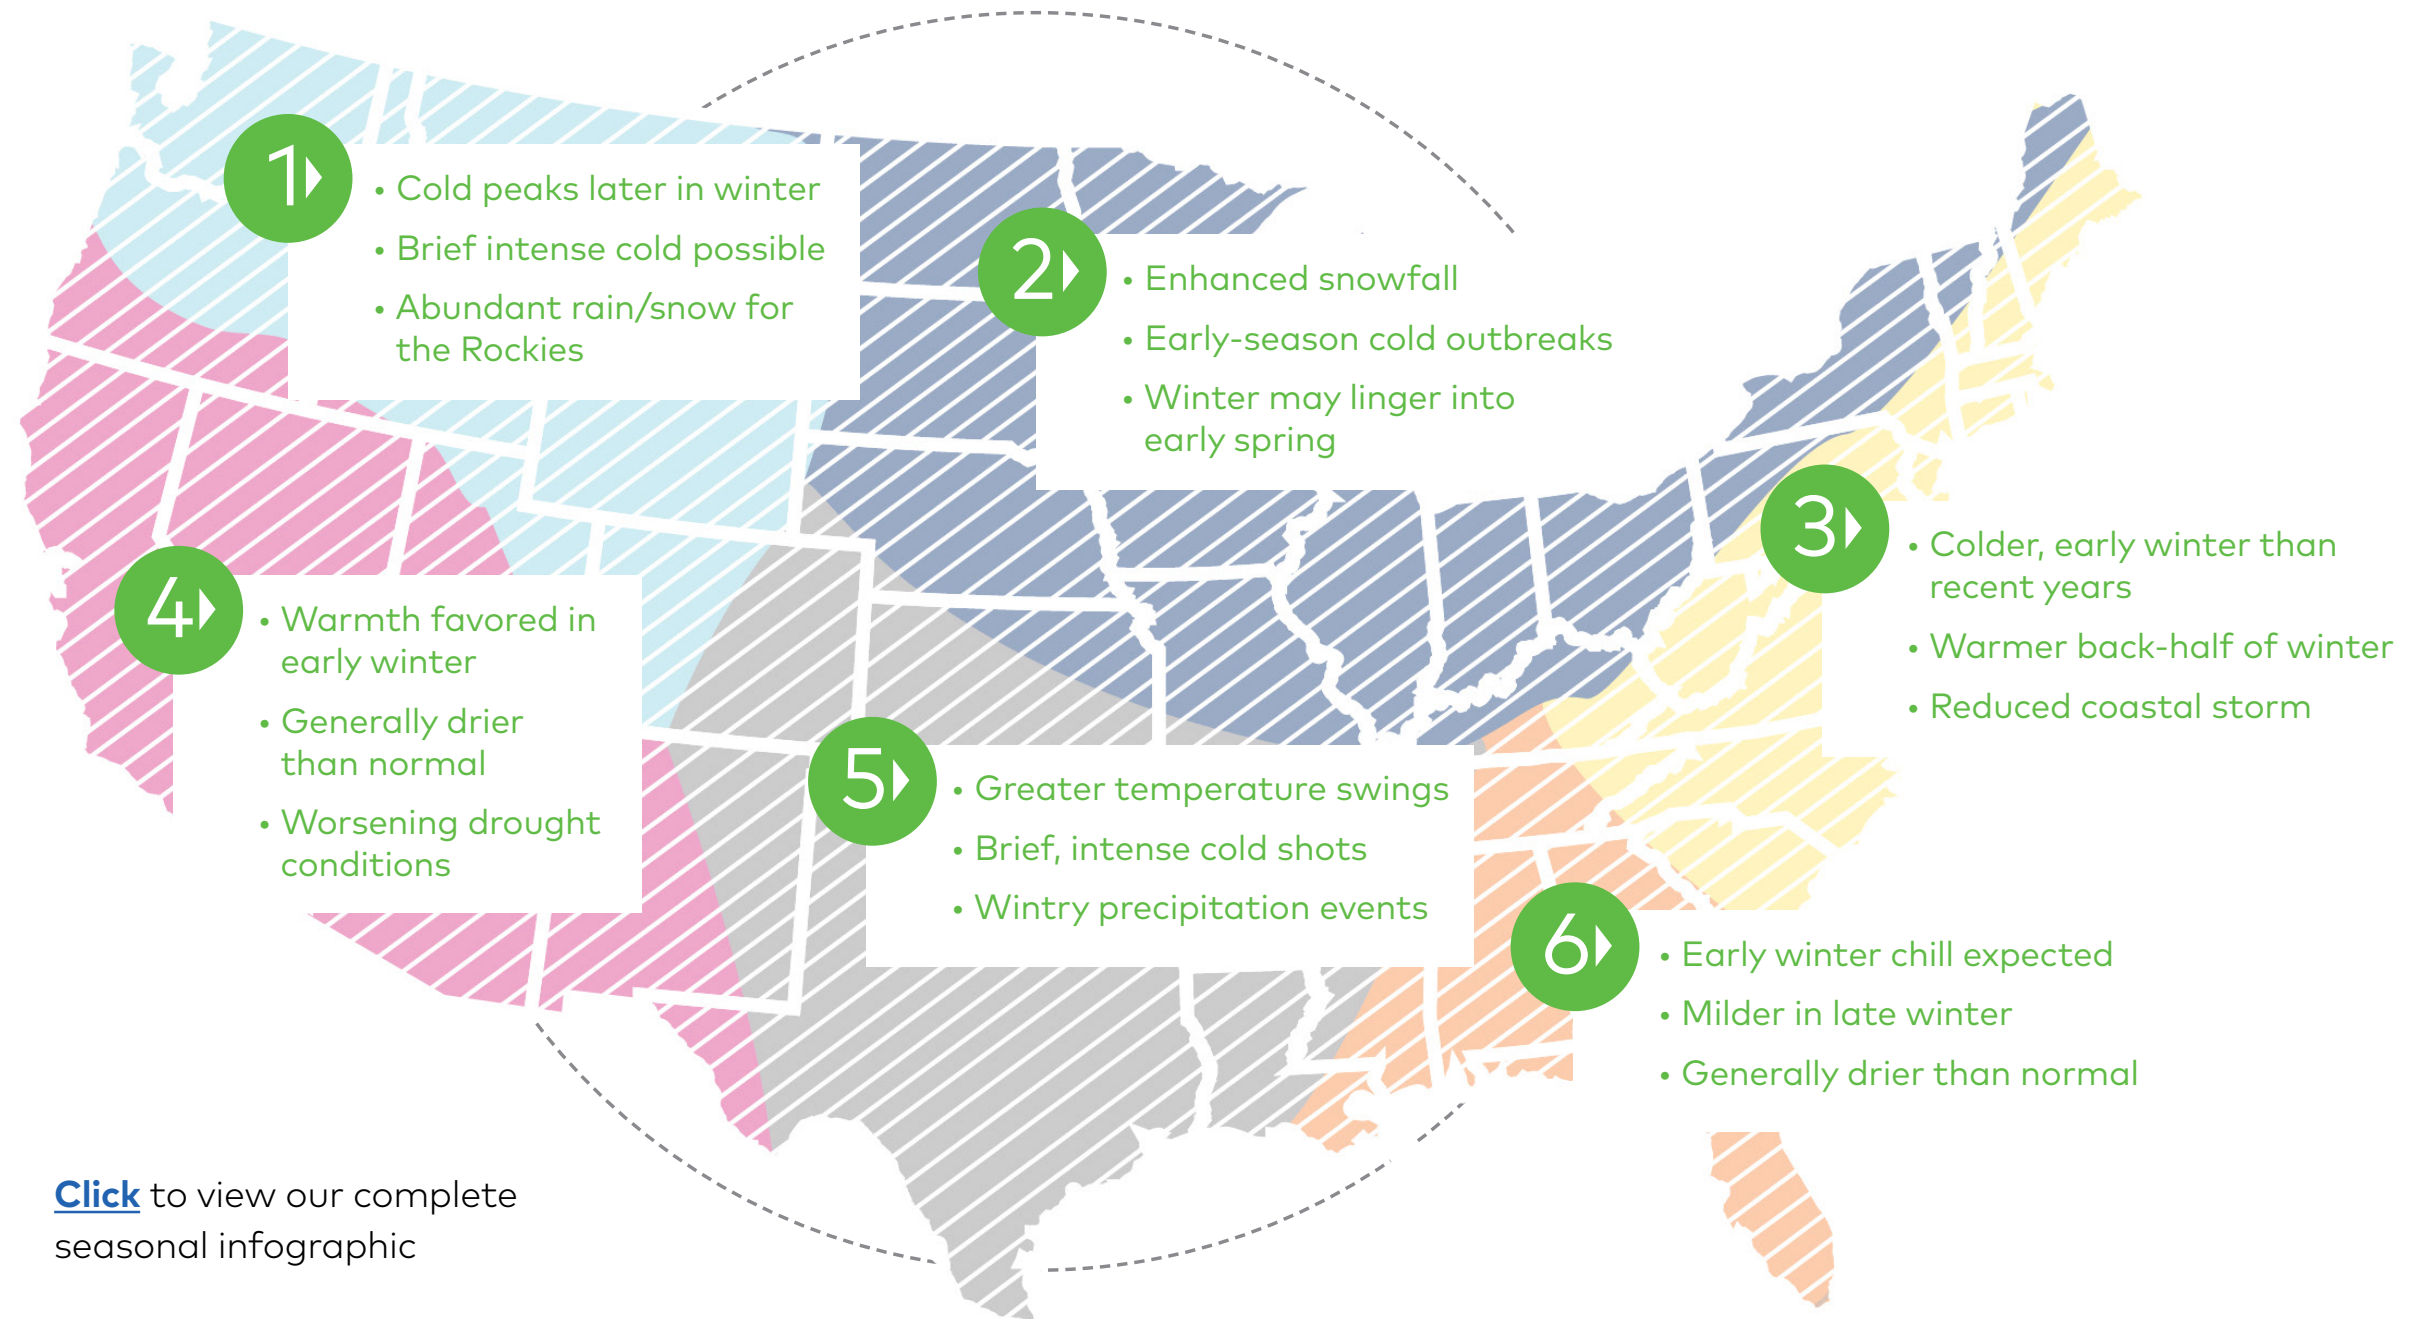 1
• Cold peaks later in winter
• Brief intense cold possible
• Abundant rain/snow for
the Rockies
2
• Enhanced snowfall
• Early-season cold outbreaks
• Winter may linger into
early spring
3
• Colder, early winter than
recent years
• Warmer back-half of winter
• Reduced coastal storm
4
• Warmth favored in
early winter
• Generally drier
than normal
• Worsening drought
conditions
5
• Greater temperature swings
• Brief, intense cold shots
• Wintry precipitation events
6
• Early winter chill expected
• Milder in late winter
• Generally drier than normal
Click to view our complete
seasonal infographic